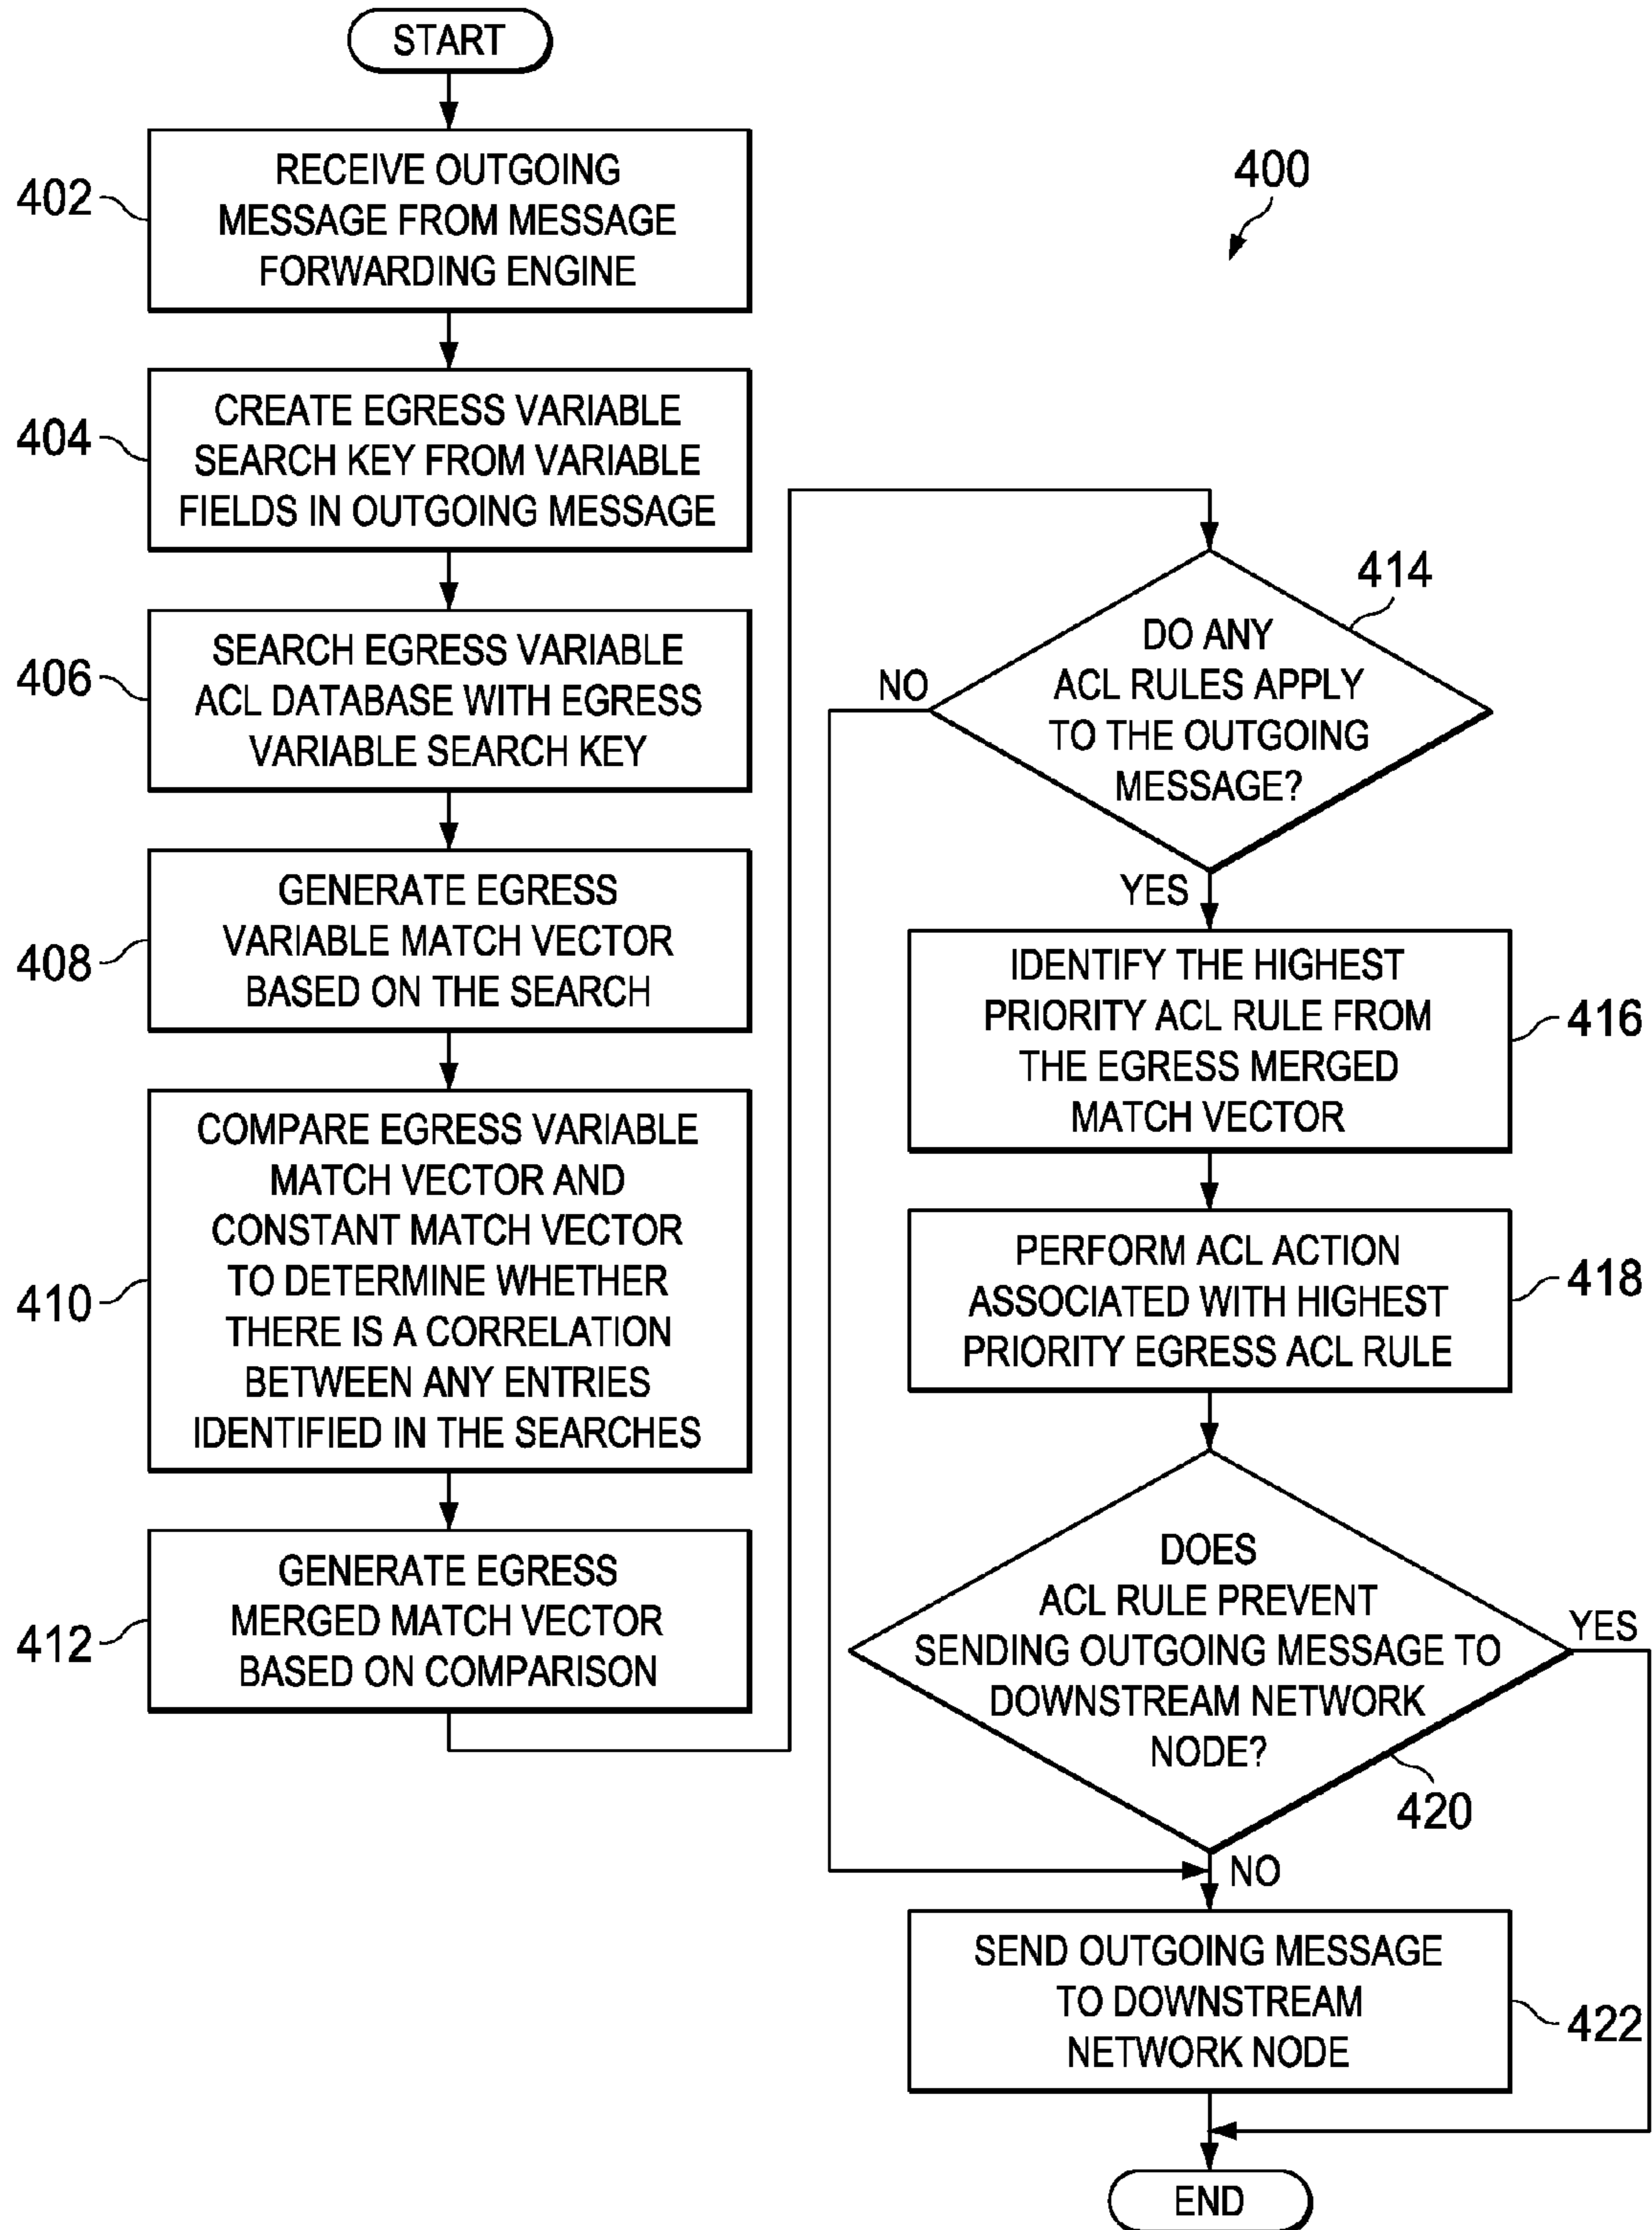 START
402
RECEIVE OUTGOING
MESSAGE FROM MESSAGE
FORWARDING ENGINE
400
404
CREATE EGRESS VARIABLE
SEARCH KEY FROM VARIABLE
FIELDS IN OUTGOING MESSAGE
406
SEARCH EGRESS VARIABLE
ACL DATABASE WITH EGRESS
VARIABLE SEARCH KEY
408
GENERATE EGRESS
VARIABLE MATCH VECTOR
BASED ON THE SEARCH
410
COMPARE EGRESS VARIABLE
MATCH VECTOR AND
CONSTANT MATCH VECTOR
TO DETERMINE WHETHER
THERE IS A CORRELATION
BETWEEN ANY ENTRIES
IDENTIFIED IN THE SEARCHES
412
GENERATE EGRESS
MERGED MATCH VECTOR
BASED ON COMPARISON
414
DO ANY
ACL RULES APPLY
TO THE OUTGOING
MESSAGE?
NO
YES
IDENTIFY THE HIGHEST
PRIORITY ACL RULE FROM
THE EGRESS MERGED
MATCH VECTOR
416
PERFORM ACL ACTION
ASSOCIATED WITH HIGHEST
PRIORITY EGRESS ACL RULE
418
DOES
ACL RULE PREVENT
SENDING OUTGOING MESSAGE TO
DOWNSTREAM NETWORK
NODE?
YES
420
NO
SEND OUTGOING MESSAGE
TO DOWNSTREAM
NETWORK NODE
422
END